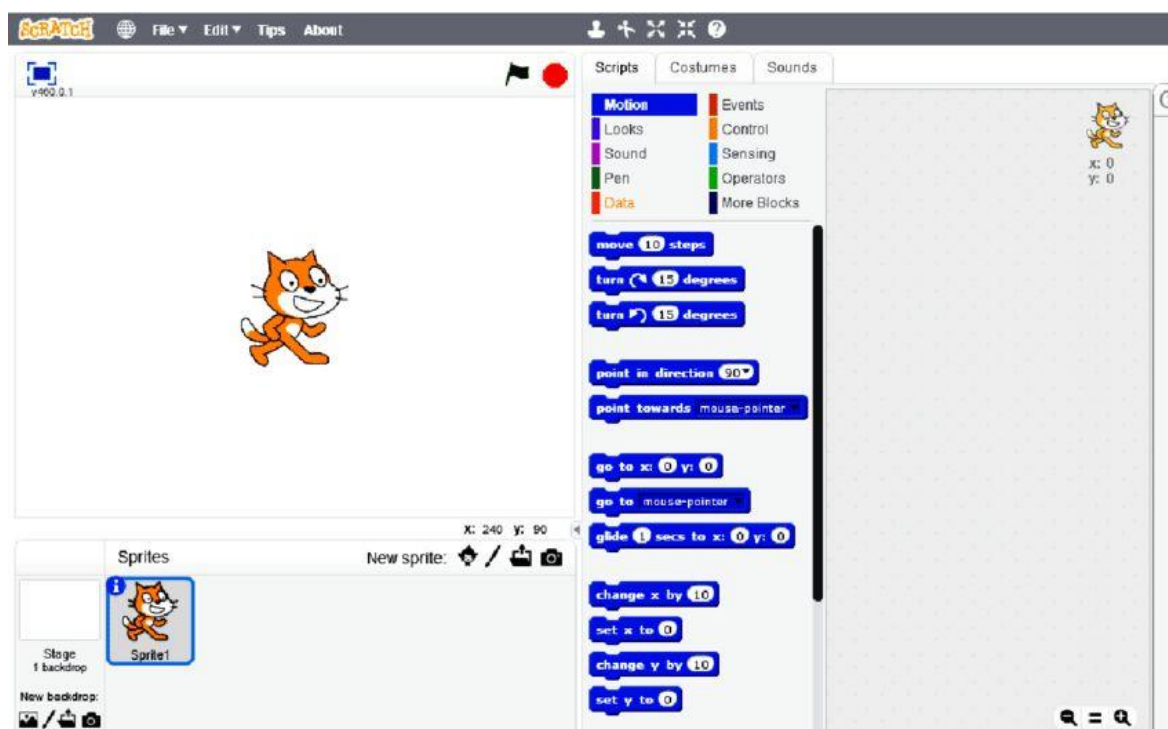 SCRATCH File Edit Tips About
v460.0.1
Scripts Costumes Sounds
Motion Events
Looks Control
Sound Sensing
Pen Operators
Data More Blocks
x: 0
y: 0
move 10 steps
turn 15 degrees
turn 15 degrees
point in direction 90
point towards mouse-pointer
go to x: 0 y: 0
go to mouse-pointer
glide 1 secs to x: 0 y: 0
change x by 10
set x to 0
change y by 10
set y to 0
X: 240 y: 90
Sprites New sprite:
Sprite1
Stage
1 backdrop
New backdrop: